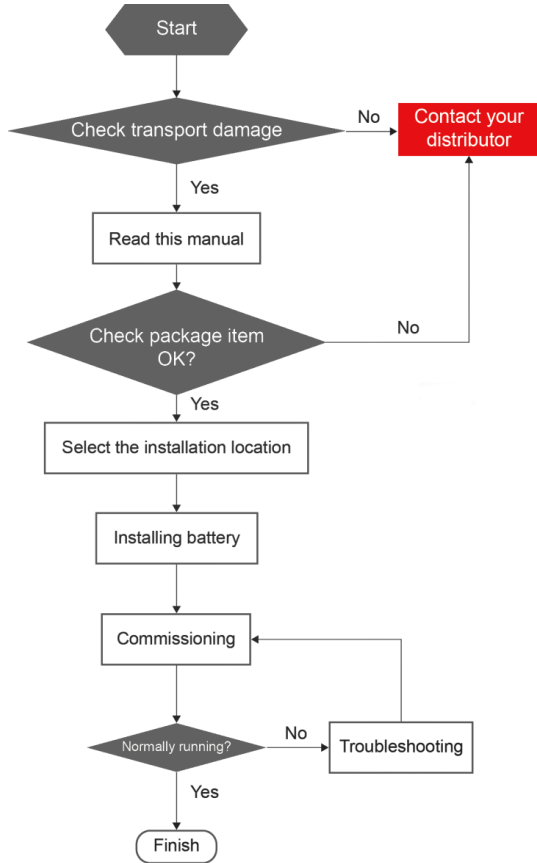 Start
Check transport damage
No
Contact your
distributor
Yes
Read this manual
Check package item
OK?
No
Yes
Select the installation location
Installing battery
Commissioning
Normally running?
No
Troubleshooting
Yes
Finish